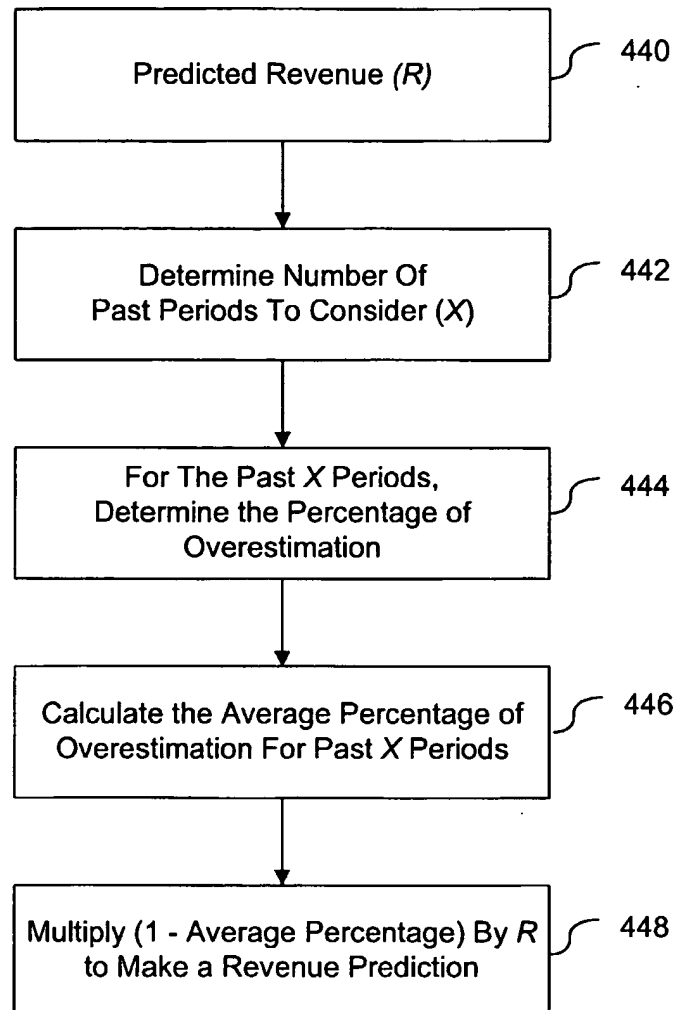 Predicted Revenue (R)
440
Determine Number Of
Past Periods To Consider (X)
442
For The Past X Periods,
Determine the Percentage of
Overestimation
444
Calculate the Average Percentage of
Overestimation For Past X Periods
446
Multiply (1 - Average Percentage) By R
to Make a Revenue Prediction
448